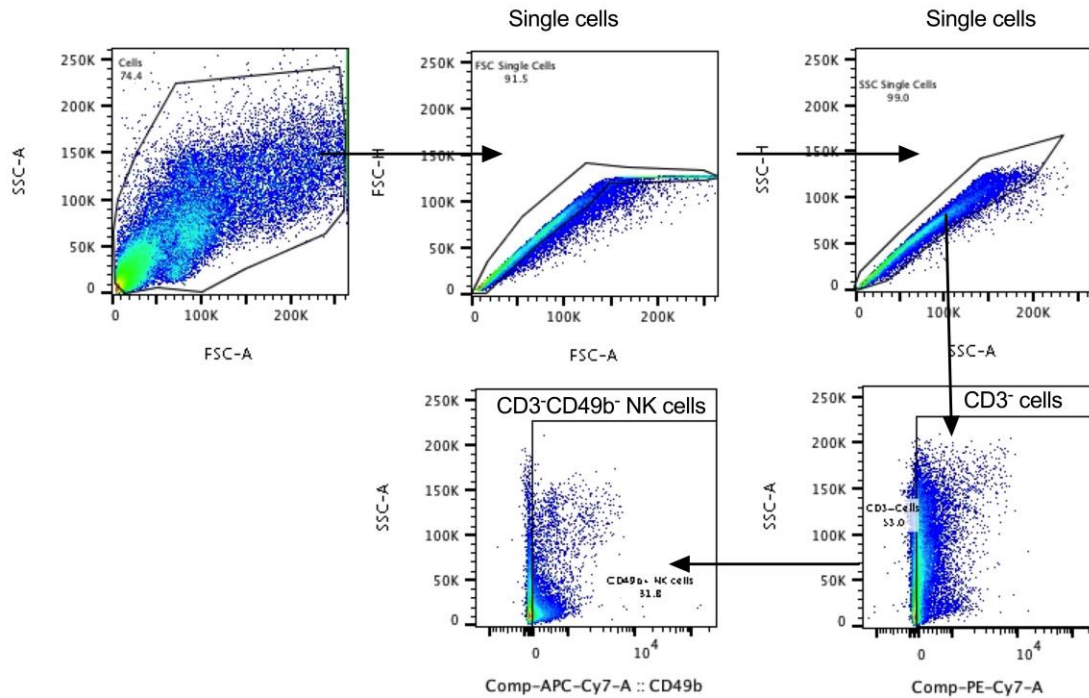 Single cells
Single cells
250K
200K
150K
100K
50K
0
Cells
74.4
0 100K 200K
SSC-A
FSC-A
250K
200K
150K
100K
50K
0
FSC Single Cells
91.5
0 100K 200K
FSC-H
FSC-A
250K
200K
150K
100K
50K
0
SSC Single Cells
99.0
0 100K 200K
SSC-H
SSC-A
CD3⁻CD49b⁻ NK cells
250K
200K
150K
100K
50K
0
CD49b- NK cells
31.8
0 10⁴
SSC-A
Comp-APC-Cy7-A :: CD49b
CD3⁻ cells
250K
200K
150K
100K
50K
0
CD3-Cells
53.0
0 10⁴
SSC-A
Comp-PE-Cy7-A